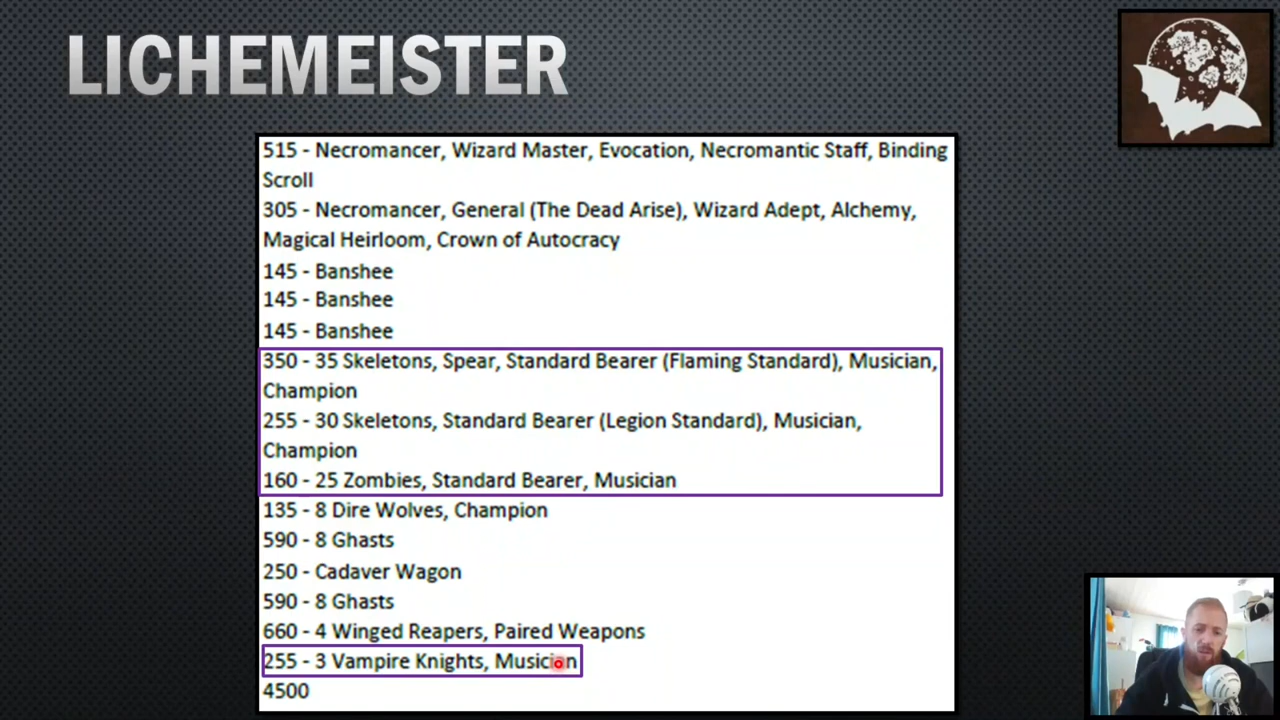 LICHEMEISTER
515 - Necromancer, Wizard Master, Evocation, Necromantic Staff, Binding
Scroll
305 - Necromancer, General (The Dead Arise), Wizard Adept, Alchemy,
Magical Heirloom, Crown of Autocracy
145 - Banshee
145 - Banshee
145 - Banshee
350 - 35 Skeletons, Spear, Standard Bearer (Flaming Standard), Musician,
Champion
255 - 30 Skeletons, Standard Bearer (Legion Standard), Musician,
Champion
160 - 25 Zombies, Standard Bearer, Musician
135 - 8 Dire Wolves, Champion
590 - 8 Ghasts
250 - Cadaver Wagon
590 - 8 Ghasts
660 - 4 Winged Reapers, Paired Weapons
255 - 3 Vampire Knights, Musician
4500